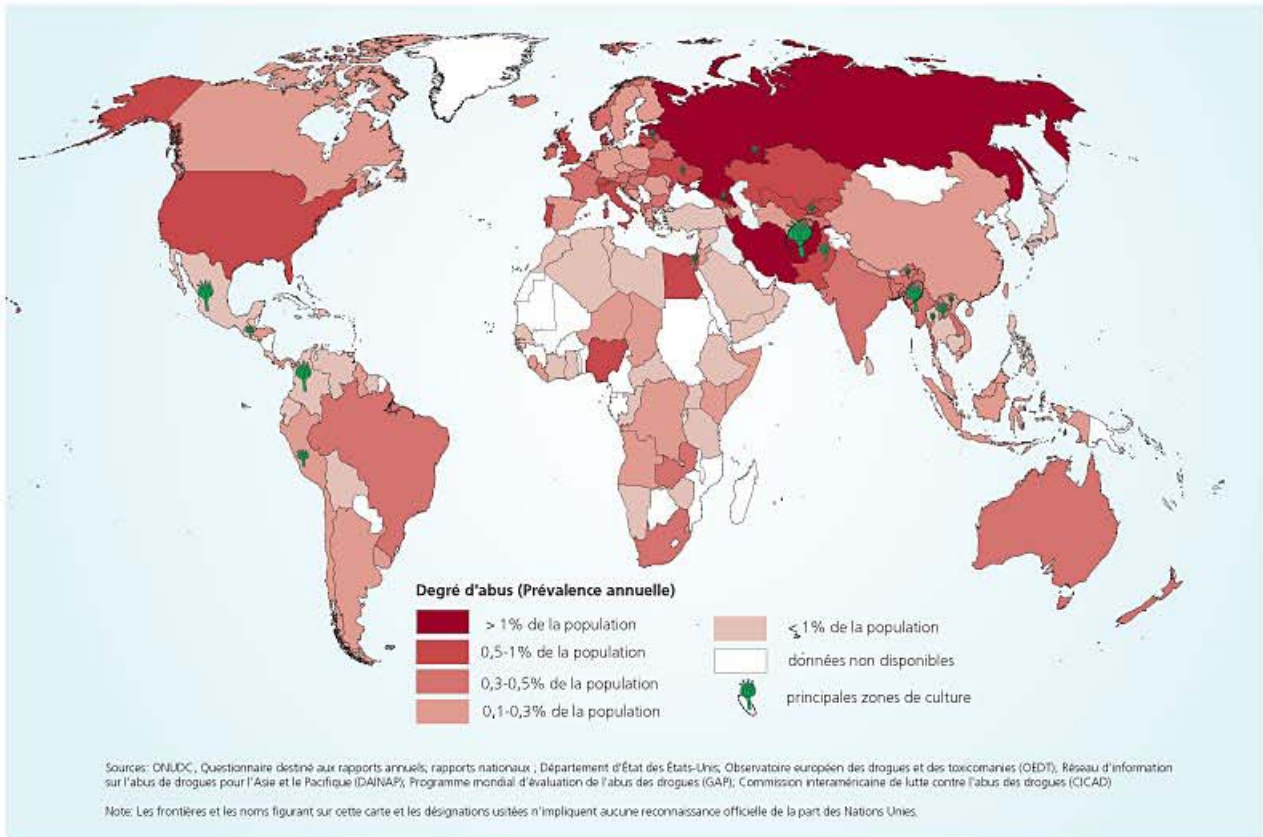 Degré d'abus (Prévalence annuelle)
> 1% de la population
0,5-1% de la population
0,3-0,5% de la population
0,1-0,3% de la population
≤1% de la population
données non disponibles
principales zones de culture
Sources: ONUDC, Questionnaire destiné aux rapports annuels, rapports nationaux ; Département d'État des États-Unis; Observatoire européen des drogues et des toxicomanies (OEDT); Réseau d'information
sur l'abus de drogues pour l'Asie et le Pacifique (DAINAP); Programme mondial d'évaluation de l'abus des drogues (GAP); Commission interaméricaine de lutte contre l'abus des drogues (CICAD)
Note: Les frontières et les noms figurant sur cette carte et les désignations usitées n'impliquent aucune reconnaissance officielle de la part des Nations Unies.